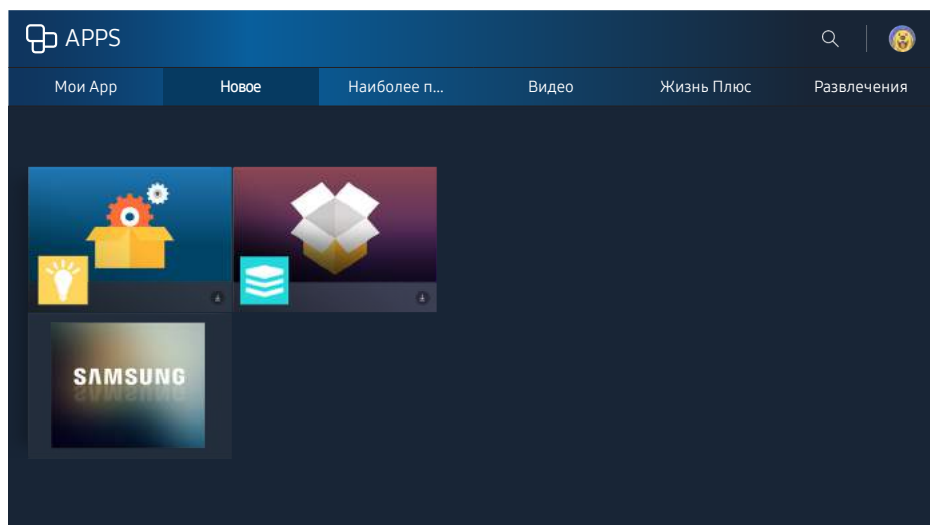 APPS
Мои App Новое Наиболее п... Видео Жизнь Плюс Развлечения
SAMSUNG